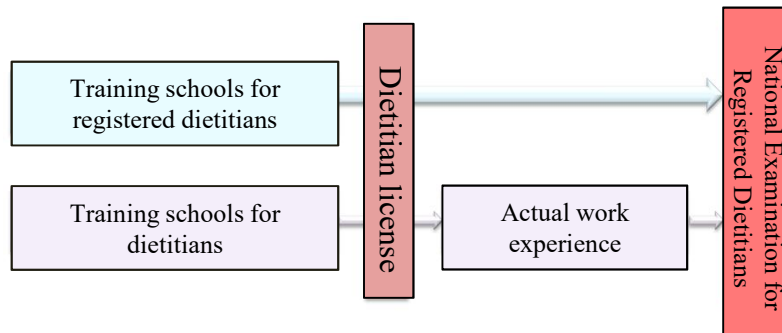 Training schools for
registered dietitians
Dietitian license
National Examination for
Registered Dietitians
Training schools for
dietitians
Actual work
experience